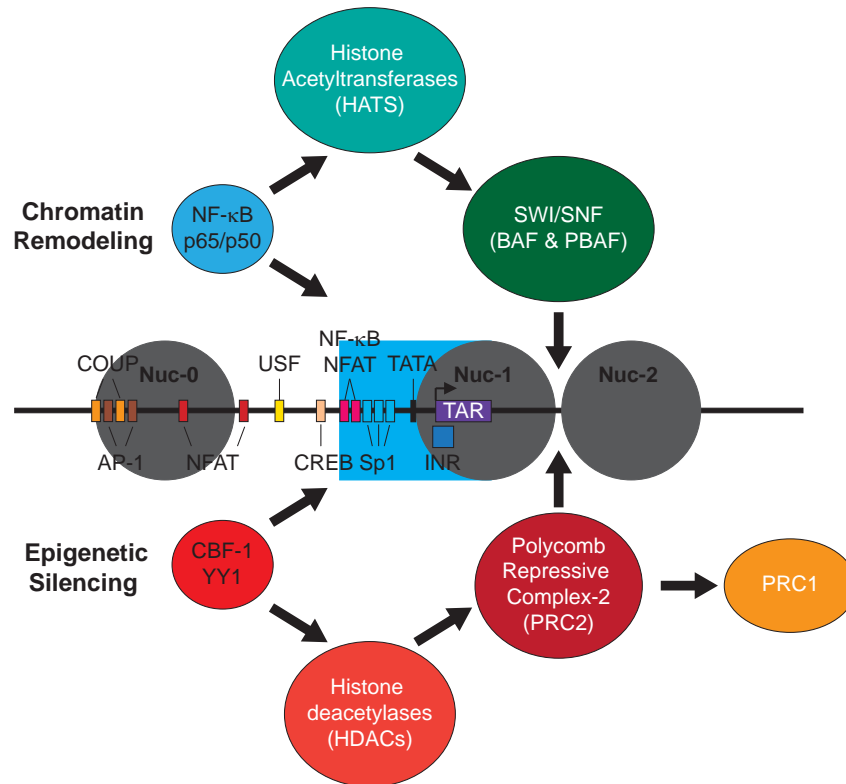 Histone
Acetyltransferases
(HATS)
Chromatin
Remodeling
NF-κB
p65/p50
SWI/SNF
(BAF & PBAF)
NF-κB
COUP
Nuc-0
USF
NFAT
TATA
Nuc-1
Nuc-2
TAR
AP-1
NFAT
CREB
Sp1
INR
Epigenetic
Silencing
CBF-1
YY1
Polycomb
Repressive
Complex-2
(PRC2)
PRC1
Histone
deacetylases
(HDACs)